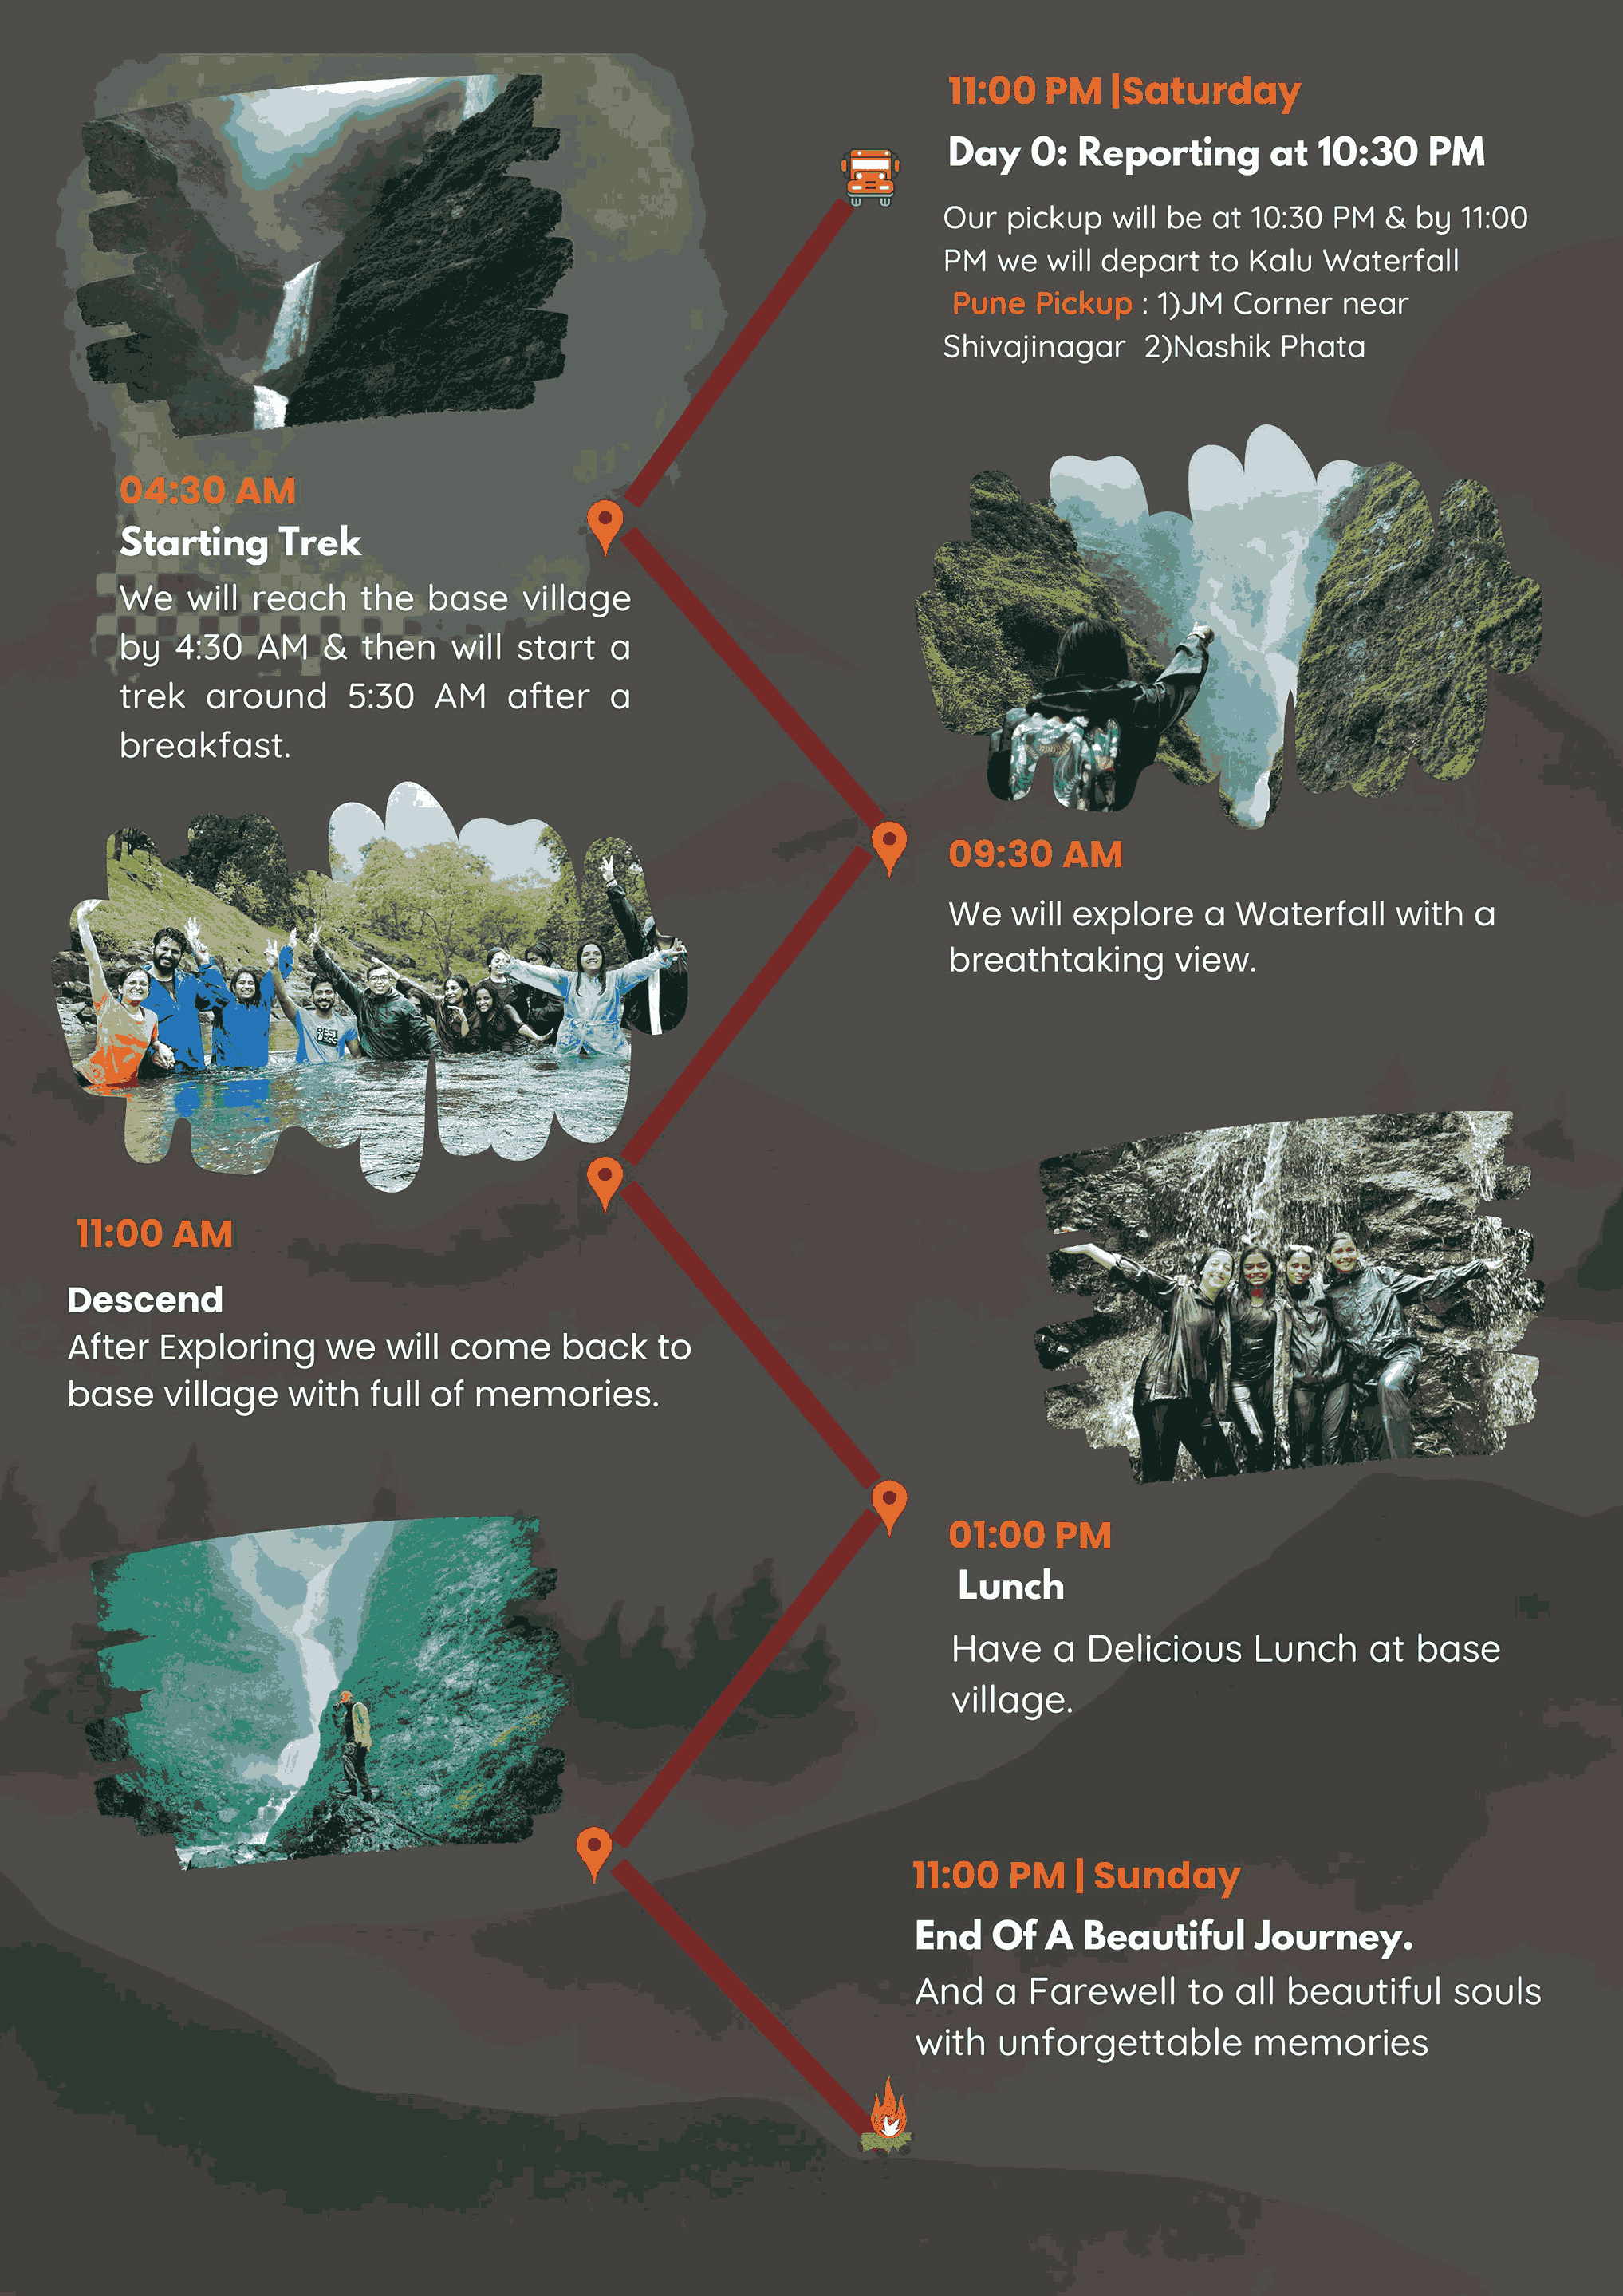 11:00 PM |Saturday
Day 0: Reporting at 10:30 PM
Our pickup will be at 10:30 PM & by 11:00
PM we will depart to Kalu Waterfall
Pune Pickup : 1)JM Corner near
Shivajinagar 2)Nashik Phata
04:30 AM
Starting Trek
We will reach the base village
by 4:30 AM & then will start a
trek around 5:30 AM after a
breakfast.
09:30 AM
We will explore a Waterfall with a
breathtaking view.
11:00 AM
Descend
After Exploring we will come back to
base village with full of memories.
01:00 PM
Lunch
Have a Delicious Lunch at base
village.
11:00 PM | Sunday
End Of A Beautiful Journey.
And a Farewell to all beautiful souls
with unforgettable memories